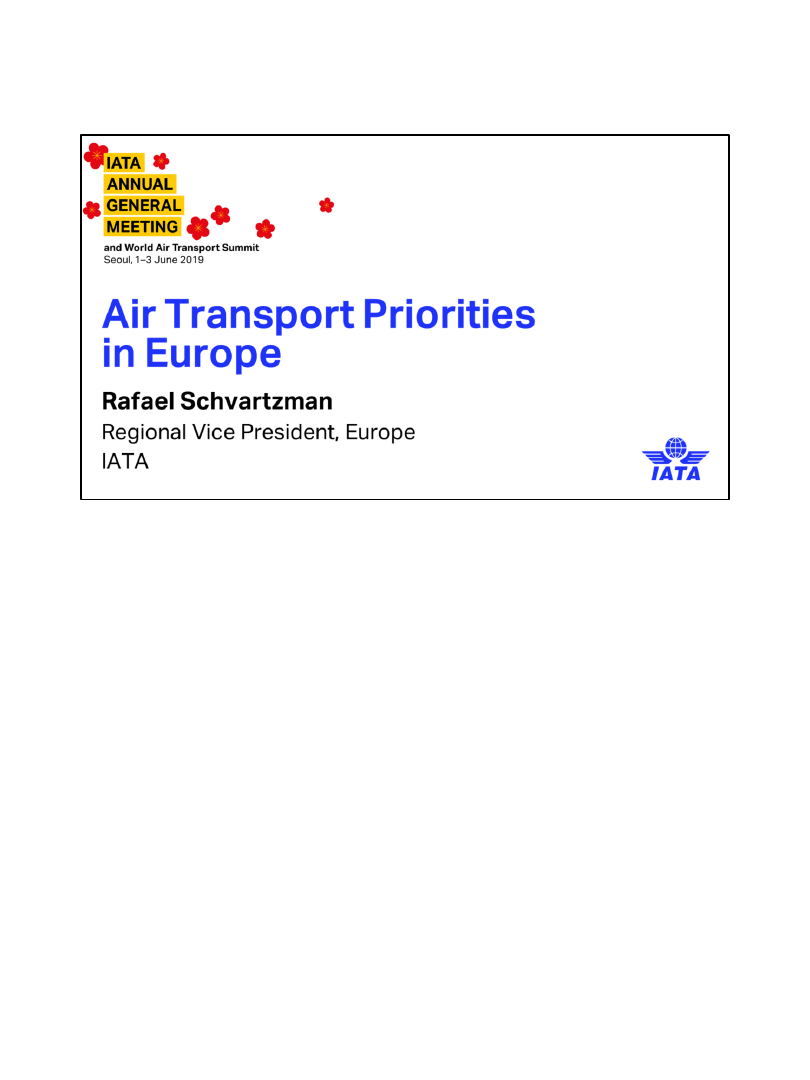 IATA
ANNUAL
GENERAL
MEETING
and World Air Transport Summit
Seoul, 1–3 June 2019
Air Transport Priorities
in Europe
Rafael Schvartzman
Regional Vice President, Europe
IATA
IATA